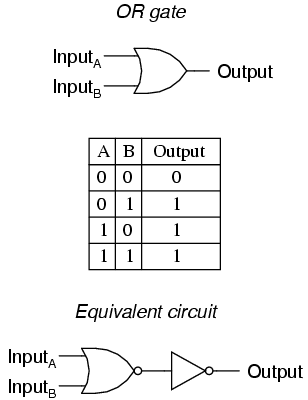 OR gate
InputA
InputB
Output
A B Output
0 0 0
0 1 1
1 0 1
1 1 1
Equivalent circuit
InputA
InputB
Output